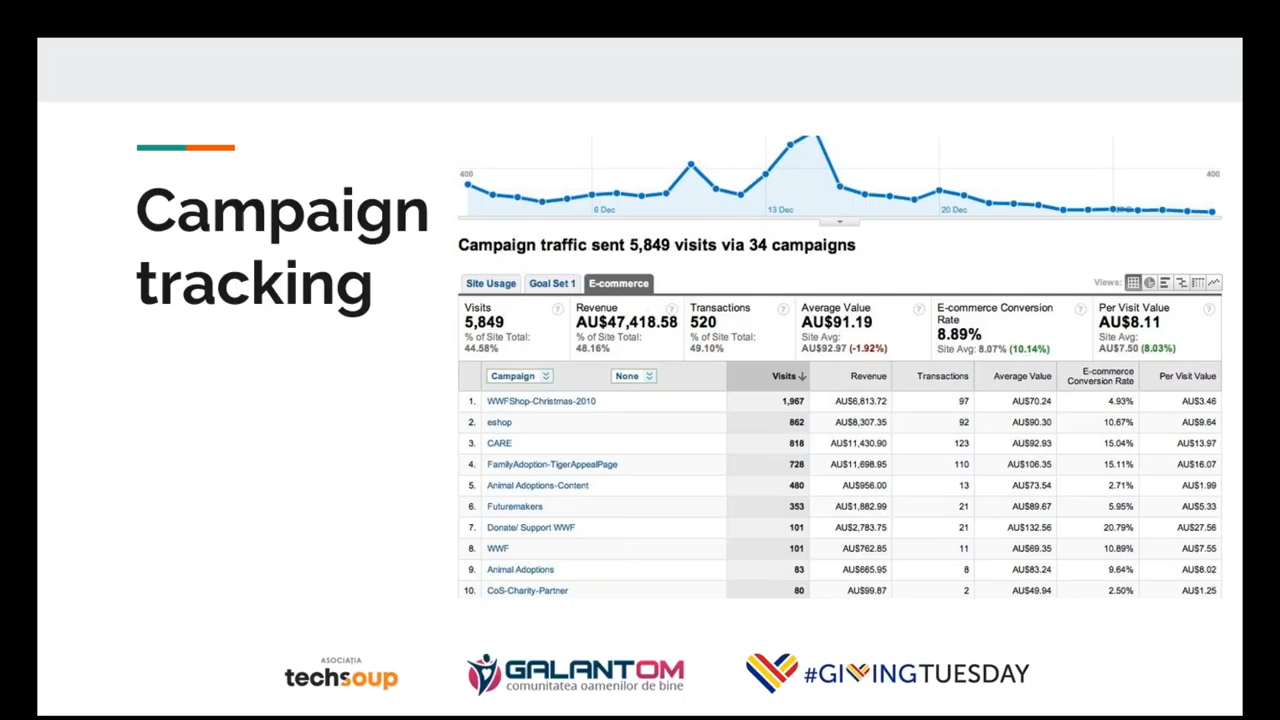 Campaign
tracking
400 400
6 Dec 13 Dec 20 Dec
Campaign traffic sent 5,849 visits via 34 campaigns
Site Usage Goal Set 1 E-commerce Views:
Visits Revenue Transactions Average Value E-commerce Conversion Rate Per Visit Value
5,849 AU$47,418.58 520 AU$91.19 8.89% AU$8.11
% of Site Total: % of Site Total: % of Site Total: Site Avg: Site Avg: 8.07% (10.14%) Site Avg:
44.58% 48.16% 49.10% AU$92.97 (-1.92%) AU$7.50 (8.03%)
Campaign None Visits Revenue Transactions Average Value E-commerce Conversion Rate Per Visit Value
1. WWFShop-Christmas-2010 1,967 AU$6,813.72 97 AU$70.24 4.93% AU$3.46
2. eshop 862 AU$8,307.35 92 AU$90.30 10.67% AU$9.64
3. CARE 818 AU$11,430.90 123 AU$92.93 15.04% AU$13.97
4. FamilyAdoption-TigerAppealPage 728 AU$11,698.95 110 AU$106.35 15.11% AU$16.07
5. Animal Adoptions-Content 480 AU$956.00 13 AU$73.54 2.71% AU$1.99
6. Futuremakers 353 AU$1,882.99 21 AU$89.67 5.95% AU$5.33
7. Donate/ Support WWF 101 AU$2,783.75 21 AU$132.56 20.79% AU$27.56
8. WWF 101 AU$762.85 11 AU$69.35 10.89% AU$7.55
9. Animal Adoptions 83 AU$665.95 8 AU$83.24 9.64% AU$8.02
10. CoS-Charity-Partner 80 AU$99.87 2 AU$49.94 2.50% AU$1.25
ASOCIAȚIA
techsoup
GALANTOM
comunitatea oamenilor de bine
#GIVINGTUESDAY